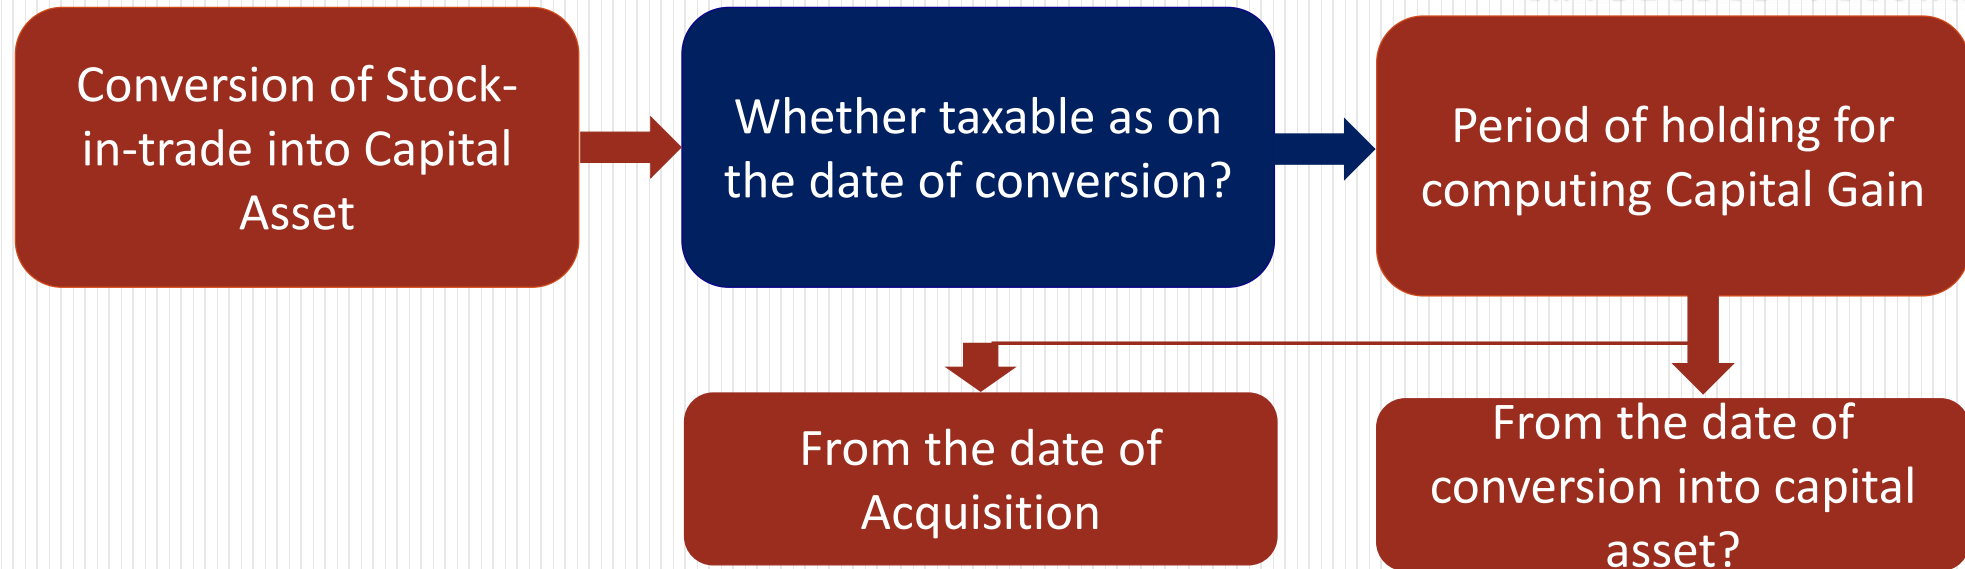 Conversion of Stock-
in-trade into Capital
Asset
Whether taxable as on
the date of conversion?
Period of holding for
computing Capital Gain
From the date of
Acquisition
From the date of
conversion into capital
asset?